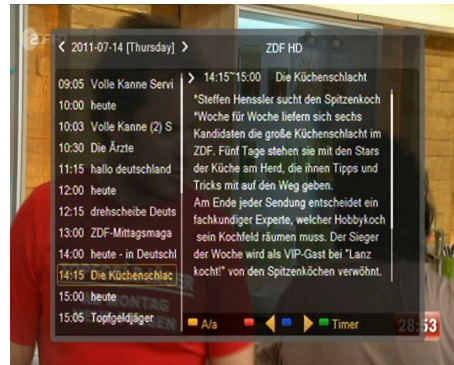 2011-07-14 [Thursday]
ZDF HD
09:05 Volle Kanne Servi
10:00 heute
10:03 Volle Kanne (2) S
10:30 Die Ärzte
11:15 hallo deutschland
12:00 heute
12:15 drehscheibe Deuts
13:00 ZDF-Mittagsmaga
14:00 heute - in Deutschl
14:15 Die Küchenschlac
15:00 heute
15:05 Topfgeldjäger
14:15~15:00 Die Küchenschlacht
*Steffen Henssler sucht den Spitzenkoch
*Woche für Woche liefern sich sechs
Kandidaten die große Küchenschlacht im
ZDF. Fünf Tage stehen sie mit den Stars
der Küche am Herd, die ihnen Tipps und
Tricks mit auf den Weg geben.
Am Ende jeder Sendung entscheidet ein
fachkundiger Experte, welcher Hobbykoch
sein Kochfeld räumen muss. Der Sieger
der Woche wird als VIP-Gast bei "Lanz
kocht!" von den Spitzenköchen verwöhnt.
A/a
Timer
28:53